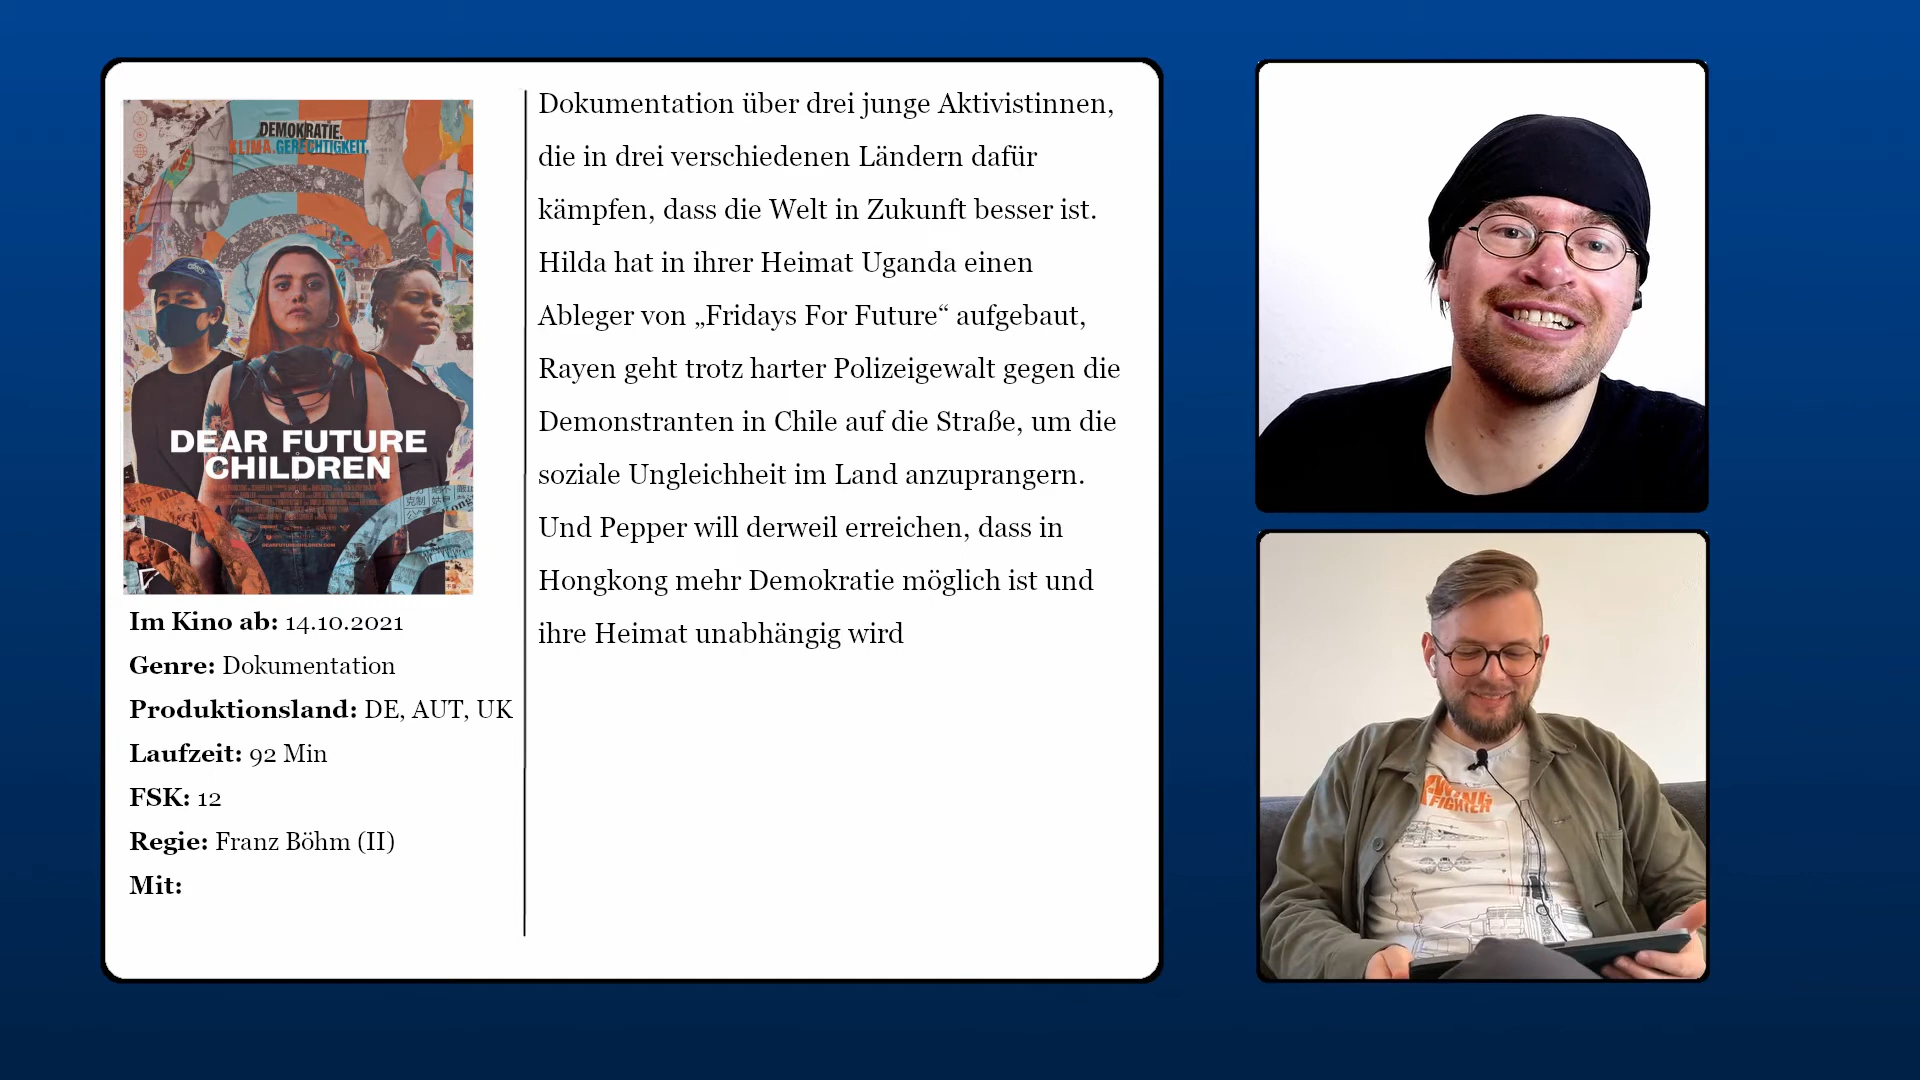 DEMOKRATIE.
KLIMA.GERECHTIGKEIT.
DEAR FUTURE
CHILDREN
DEARFUTURECHILDREN.COM
Im Kino ab: 14.10.2021
Genre: Dokumentation
Produktionsland: DE, AUT, UK
Laufzeit: 92 Min
FSK: 12
Regie: Franz Böhm (II)
Mit:
Dokumentation über drei junge Aktivistinnen,
die in drei verschiedenen Ländern dafür
kämpfen, dass die Welt in Zukunft besser ist.
Hilda hat in ihrer Heimat Uganda einen
Ableger von „Fridays For Future“ aufgebaut,
Rayen geht trotz harter Polizeigewalt gegen die
Demonstranten in Chile auf die Straße, um die
soziale Ungleichheit im Land anzuprangern.
Und Pepper will derweil erreichen, dass in
Hongkong mehr Demokratie möglich ist und
ihre Heimat unabhängig wird
FIGHTER